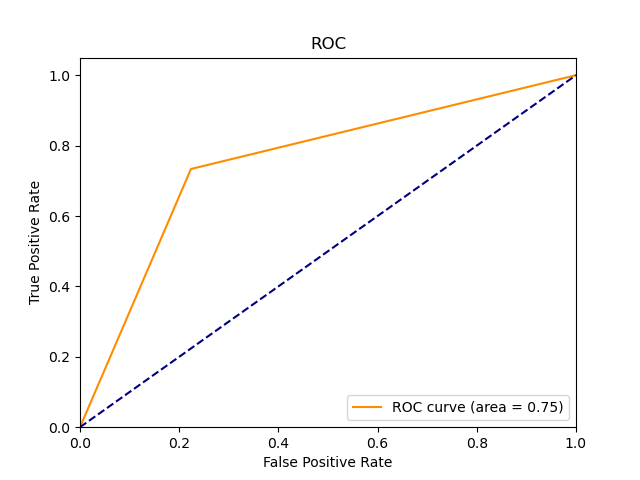 ROC
True Positive Rate
1.0
0.8
0.6
0.4
0.2
0.0
0.0 0.2 0.4 0.6 0.8 1.0
False Positive Rate
ROC curve (area = 0.75)